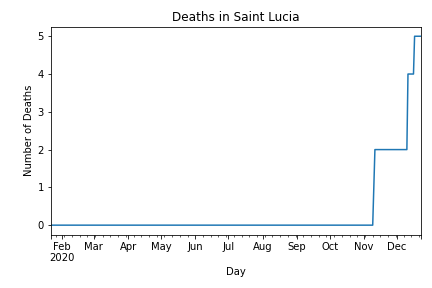 Deaths in Saint Lucia
5
4
3
2
1
0
Number of Deaths
Feb Mar Apr May Jun Jul Aug Sep Oct Nov Dec
2020
Day